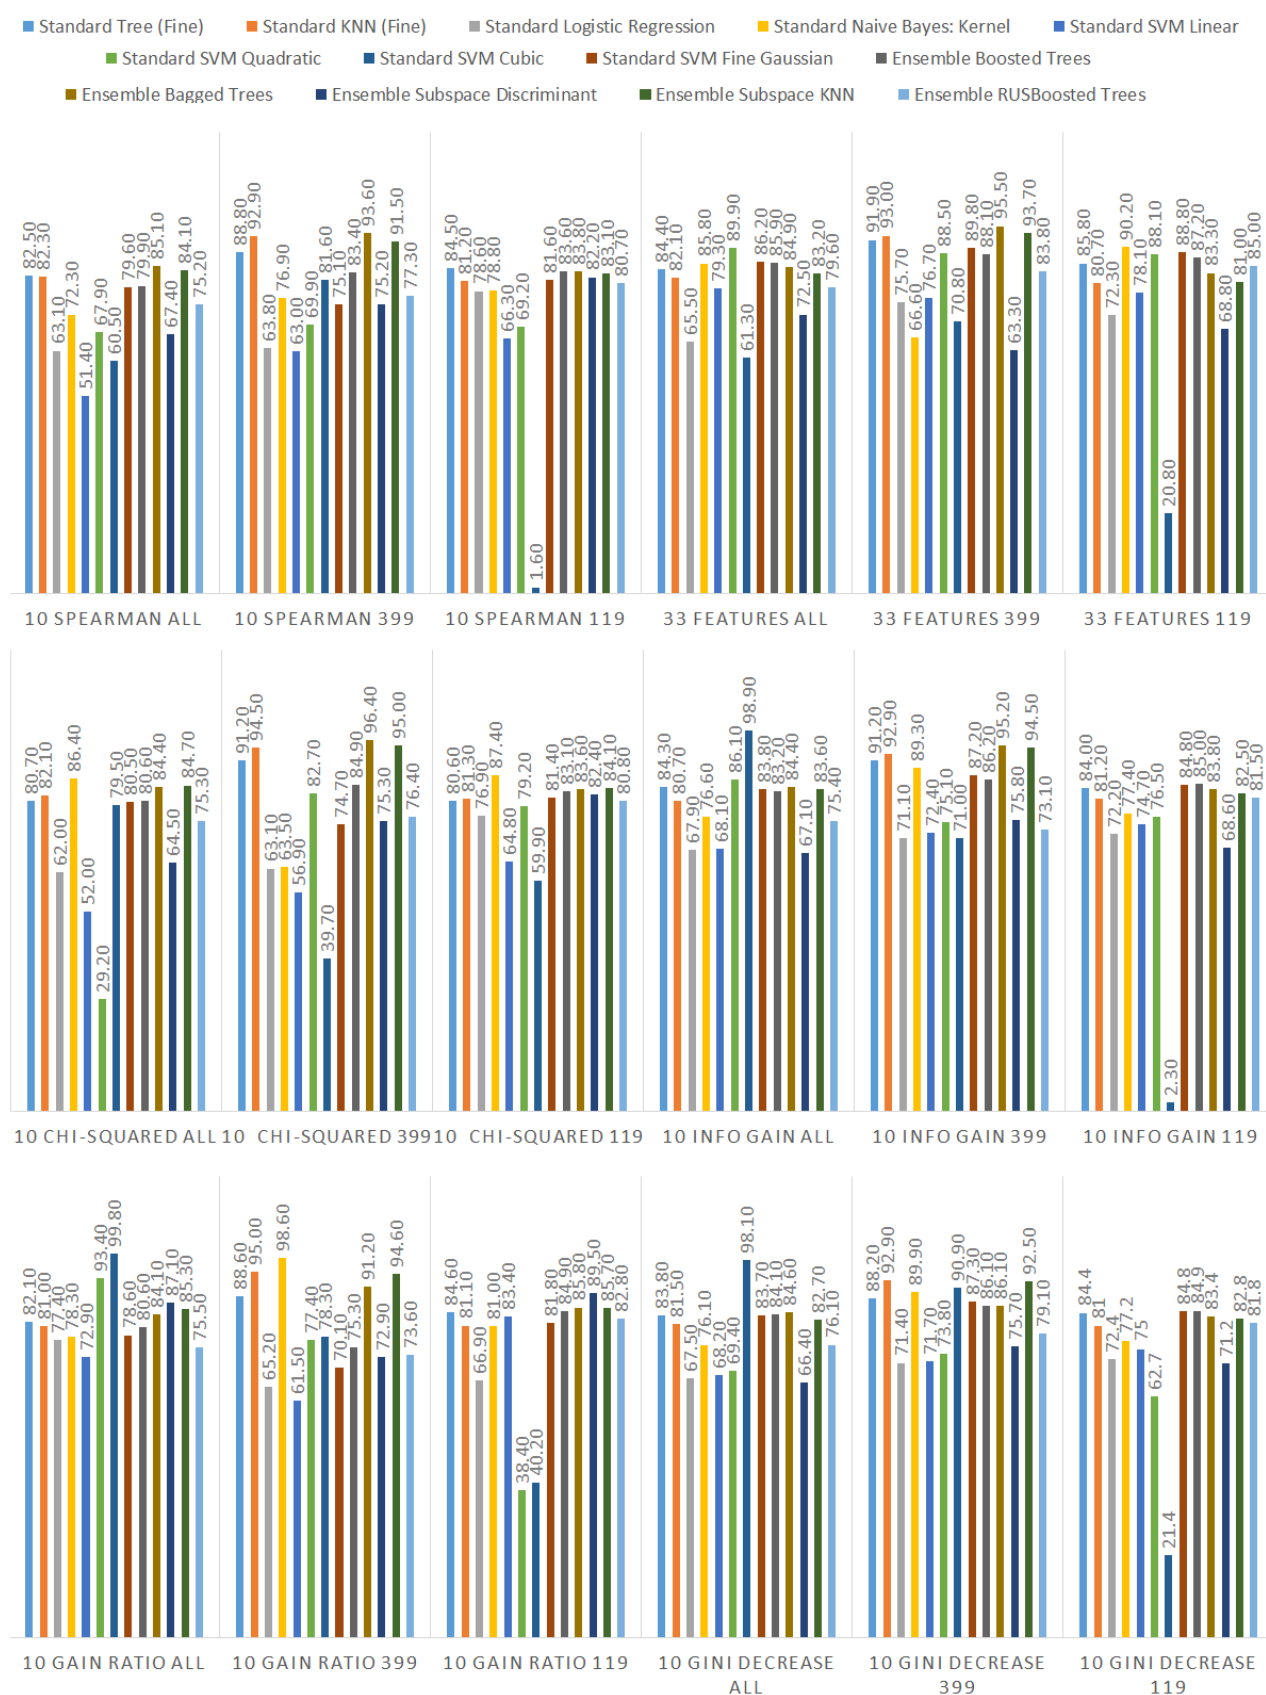 Standard Tree (Fine) Standard KNN (Fine) Standard Logistic Regression Standard Naive Bayes: Kernel Standard SVM Linear
Standard SVM Quadratic Standard SVM Cubic Standard SVM Fine Gaussian Ensemble Boosted Trees
Ensemble Bagged Trees Ensemble Subspace Discriminant Ensemble Subspace KNN Ensemble RUSBoosted Trees
82.50 82.30 63.10 72.30 51.40 67.90 60.50 79.60 79.90 85.10 67.40 84.10 75.20
88.80 92.90 63.80 76.90 63.00 69.90 81.60 75.10 83.40 93.60 75.20 91.50 77.30
84.50 81.20 78.60 78.80 66.30 69.20 1.60 81.60 83.60 83.80 82.20 83.10 80.70
84.40 82.10 65.50 85.80 79.30 89.90 61.30 86.20 85.90 84.90 72.50 83.20 79.60
91.90 93.00 75.70 66.60 76.70 88.50 70.80 89.80 88.10 95.50 63.30 93.70 83.80
85.80 80.70 72.30 90.20 78.10 88.10 20.80 88.80 87.20 83.30 68.80 81.00 85.00
10 SPEARMAN ALL 10 SPEARMAN 399 10 SPEARMAN 119 33 FEATURES ALL 33 FEATURES 399 33 FEATURES 119
80.70 82.10 62.00 86.40 52.00 29.20 79.50 80.50 80.60 84.40 64.50 84.70 75.30
91.20 94.50 63.10 63.50 56.90 82.70 39.70 74.70 84.90 96.40 75.30 95.00 76.40
80.60 81.30 76.90 87.40 64.80 79.20 59.90 81.40 83.10 83.60 82.40 84.10 80.80
84.30 80.70 67.90 76.60 68.10 86.10 98.90 83.80 83.20 84.40 67.10 83.60 75.40
91.20 92.90 71.10 89.30 72.40 75.10 71.00 87.20 86.20 95.20 75.80 94.50 73.10
84.00 81.20 72.20 77.40 74.70 76.50 2.30 84.80 85.00 83.80 68.60 82.50 81.50
10 CHI-SQUARED ALL 10 CHI-SQUARED 399 10 CHI-SQUARED 119 10 INFO GAIN ALL 10 INFO GAIN 399 10 INFO GAIN 119
82.10 81.00 77.40 78.30 72.90 93.40 99.80 78.60 80.60 84.10 87.10 85.30 75.50
88.60 95.00 65.20 98.60 61.50 77.40 78.30 70.10 75.30 91.20 72.90 94.60 73.60
84.60 81.10 66.90 81.00 83.40 38.40 40.20 81.80 84.90 85.80 89.50 85.70 82.80
83.80 81.50 67.50 76.10 68.20 69.40 98.10 83.70 84.10 84.60 66.40 82.70 76.10
88.20 92.90 71.40 89.90 71.70 73.80 90.90 87.30 86.10 86.10 75.70 92.50 79.10
84.4 81 72.4 77.2 75 62.7 21.4 84.8 84.9 83.4 71.2 82.8 81.8
10 GAIN RATIO ALL 10 GAIN RATIO 399 10 GAIN RATIO 119 10 GINI DECREASE ALL 10 GINI DECREASE 399 10 GINI DECREASE 119